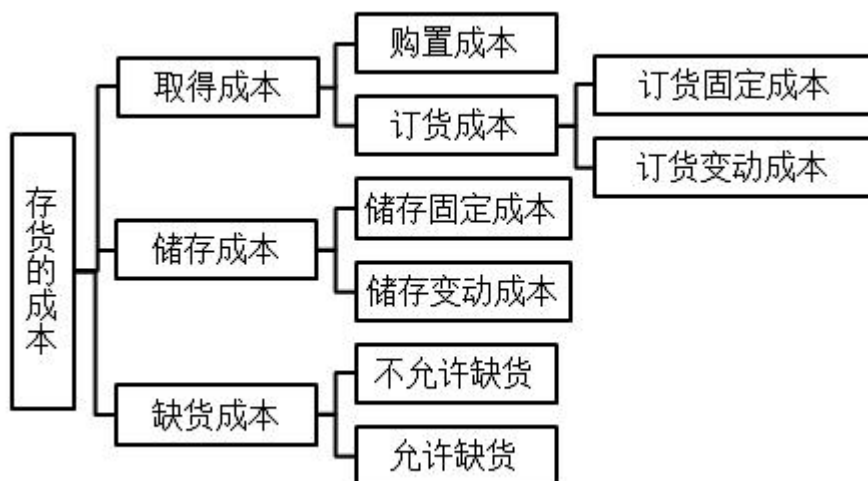 存货的成本
取得成本
购置成本
订货成本
订货固定成本
订货变动成本
储存成本
储存固定成本
储存变动成本
缺货成本
不允许缺货
允许缺货